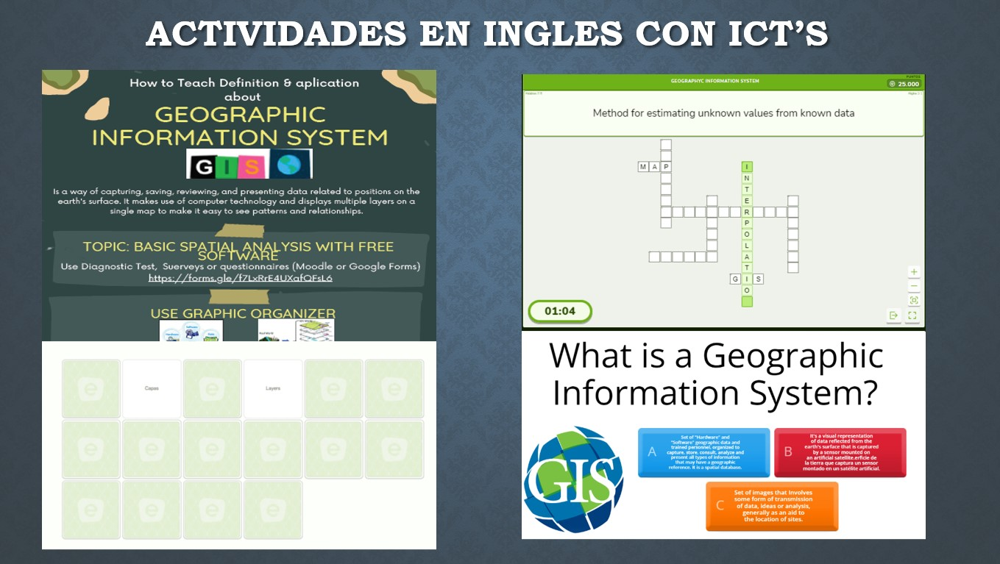 ACTIVIDADES EN INGLES CON ICT'S
How to Teach Definition & aplication
about
GEOGRAPHIC
INFORMATION SYSTEM
G I S
Is a way of capturing, saving, reviewing, and presenting data related to positions on the
earth's surface. It makes use of computer technology and displays multiple layers on a
single map to make it easy to see patterns and relationships.
TOPIC: BASIC SPATIAL ANALYSIS WITH FREE
SOFTWARE
Use Diagnostic Test, Suerveys or questionnaires (Moodle or Google Forms)
https://forms.gle/f7LxRrE4UXafQFsL6
USE GRAPHIC ORGANIZER
Hardware
Software
Data
Real World
Capas
Layers
GEOGRAPHYC INFORMATION SYSTEM
PUNTOS
25.000
Method for estimating unknown values from known data
M A P
I
N
T
E
R
P
O
L
A
T
G I S
O
01:04
What is a Geographic
Information System?
GIS
A
Set of "Hardware" and
"Software" geographic data and
trained personnel, organized to
capture, store, consult, analyze and
present all types of information
that may have a geographic
reference. It is a spatial database.
B
It's a visual representation
of data reflected from the
earth's surface that is captured
by a sensor mounted on
an artificial satellite.erficie de
la tierra que captura un sensor
montado en un satélite artificial.
C
Set of images that involves
some form of transmission
of data, ideas or analysis,
generally as an aid to
the location of sites.